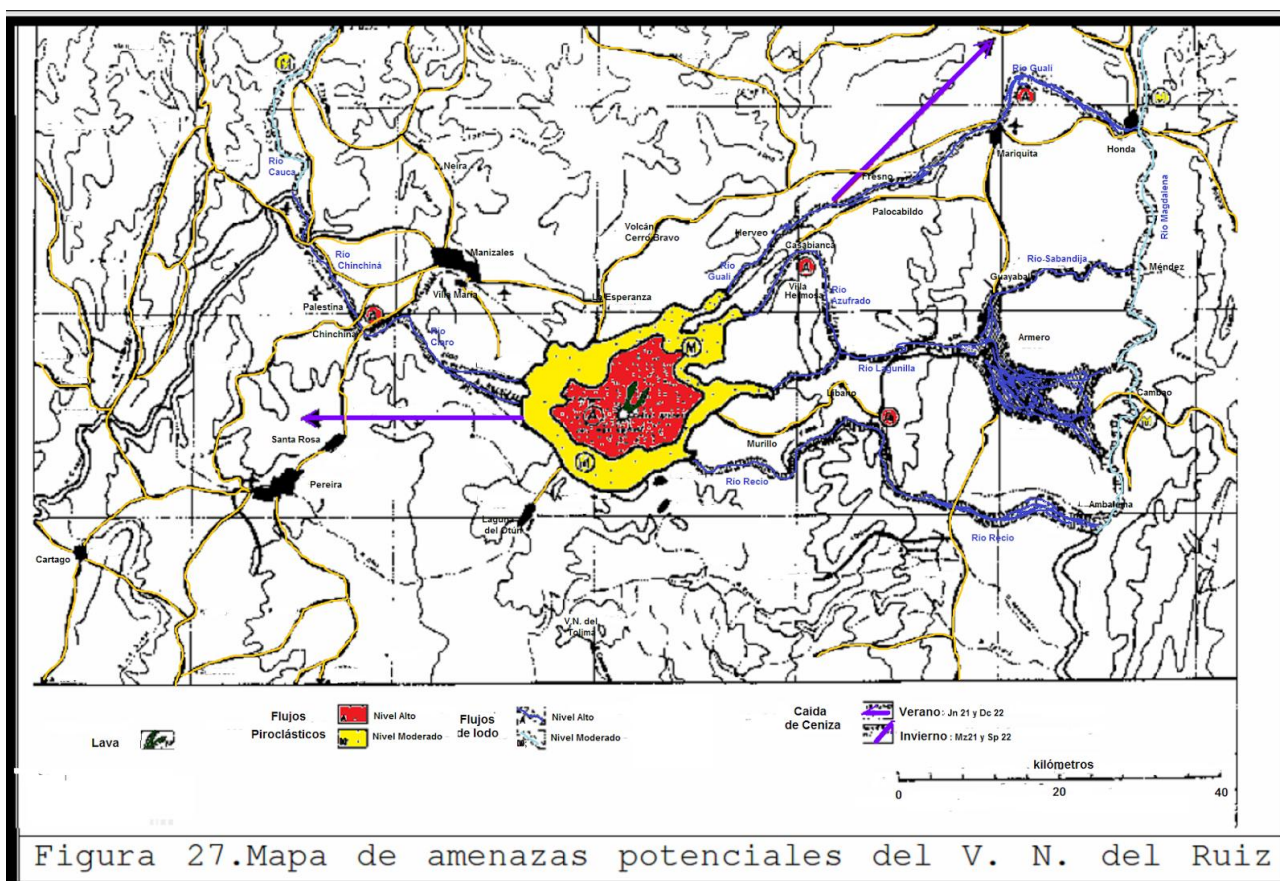 Río Gualí
A
M
Río
Cauca
Neira
Mariquita
Honda
Fresno
Palocabildo
Río Magdalena
Volcán
Cerro Bravo
Herveo
Casabianca
Río
Chinchiná
Manizales
Río
Gualí
A
Villa
Hermosa
Río
Azufrado
Guayabal
Río Sabandija
Méndez
Palestina
Villa María
La Esperanza
A
Chinchiná
Río
Claro
M
Armero
Río Lagunilla
Líbano
Cambao
A
A
Santa Rosa
Murillo
M
Pereira
Río Recio
Laguna
del Otún
Ambalema
Río Recio
Cartago
V.N. del
Tolima
Lava
Flujos
Piroclásticos
A
Nivel Alto
M
Nivel Moderado
Flujos
de lodo
A
Nivel Alto
M
Nivel Moderado
Caida
de Ceniza
Verano: Jn 21 y Dc 22
Invierno: Mz21 y Sp 22
kilómetros
0 20 40
Figura 27.Mapa de amenazas potenciales del V. N. del Ruiz